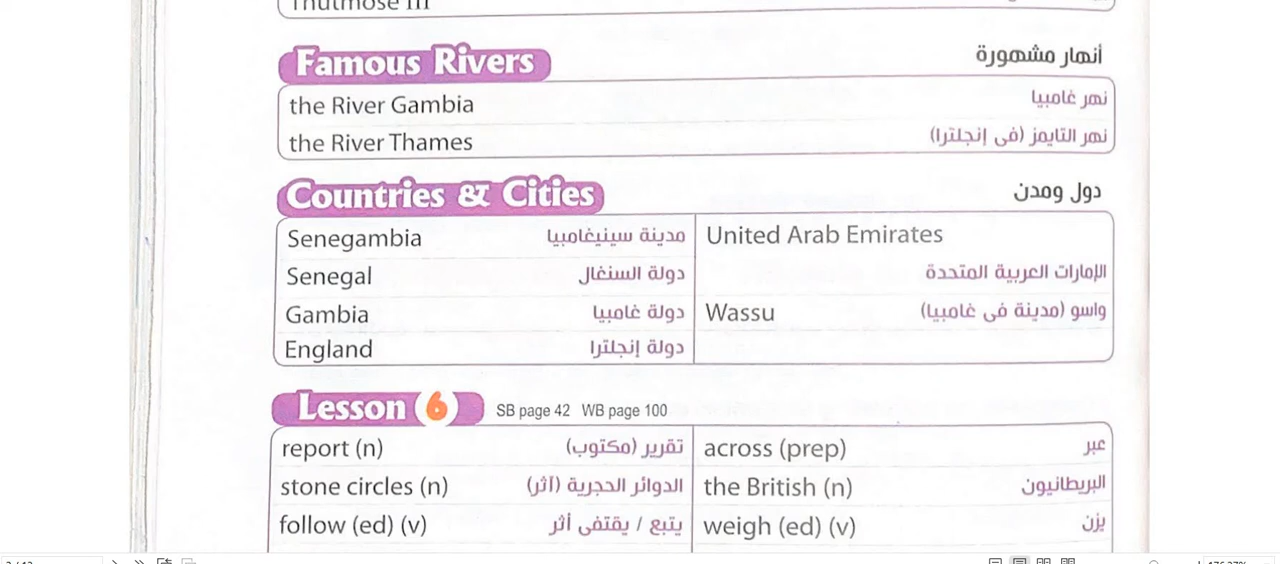 Thutmose III
Famous Rivers أنهار مشهورة
the River Gambia نهر غامبيا
the River Thames نهر التايمز (فى إنجلترا)
Countries & Cities دول ومدن
Senegambia مدينة سينيغامبيا United Arab Emirates
Senegal دولة السنغال الإمارات العربية المتحدة
Gambia دولة غامبيا Wassu واسو (مدينة فى غامبيا)
England دولة إنجلترا
Lesson 6 SB page 42 WB page 100
report (n) تقرير (مكتوب) across (prep) عبر
stone circles (n) الدوائر الحجرية (آثر) the British (n) البريطانيون
follow (ed) (v) يتبع / يقتفى أثر weigh (ed) (v) يزن